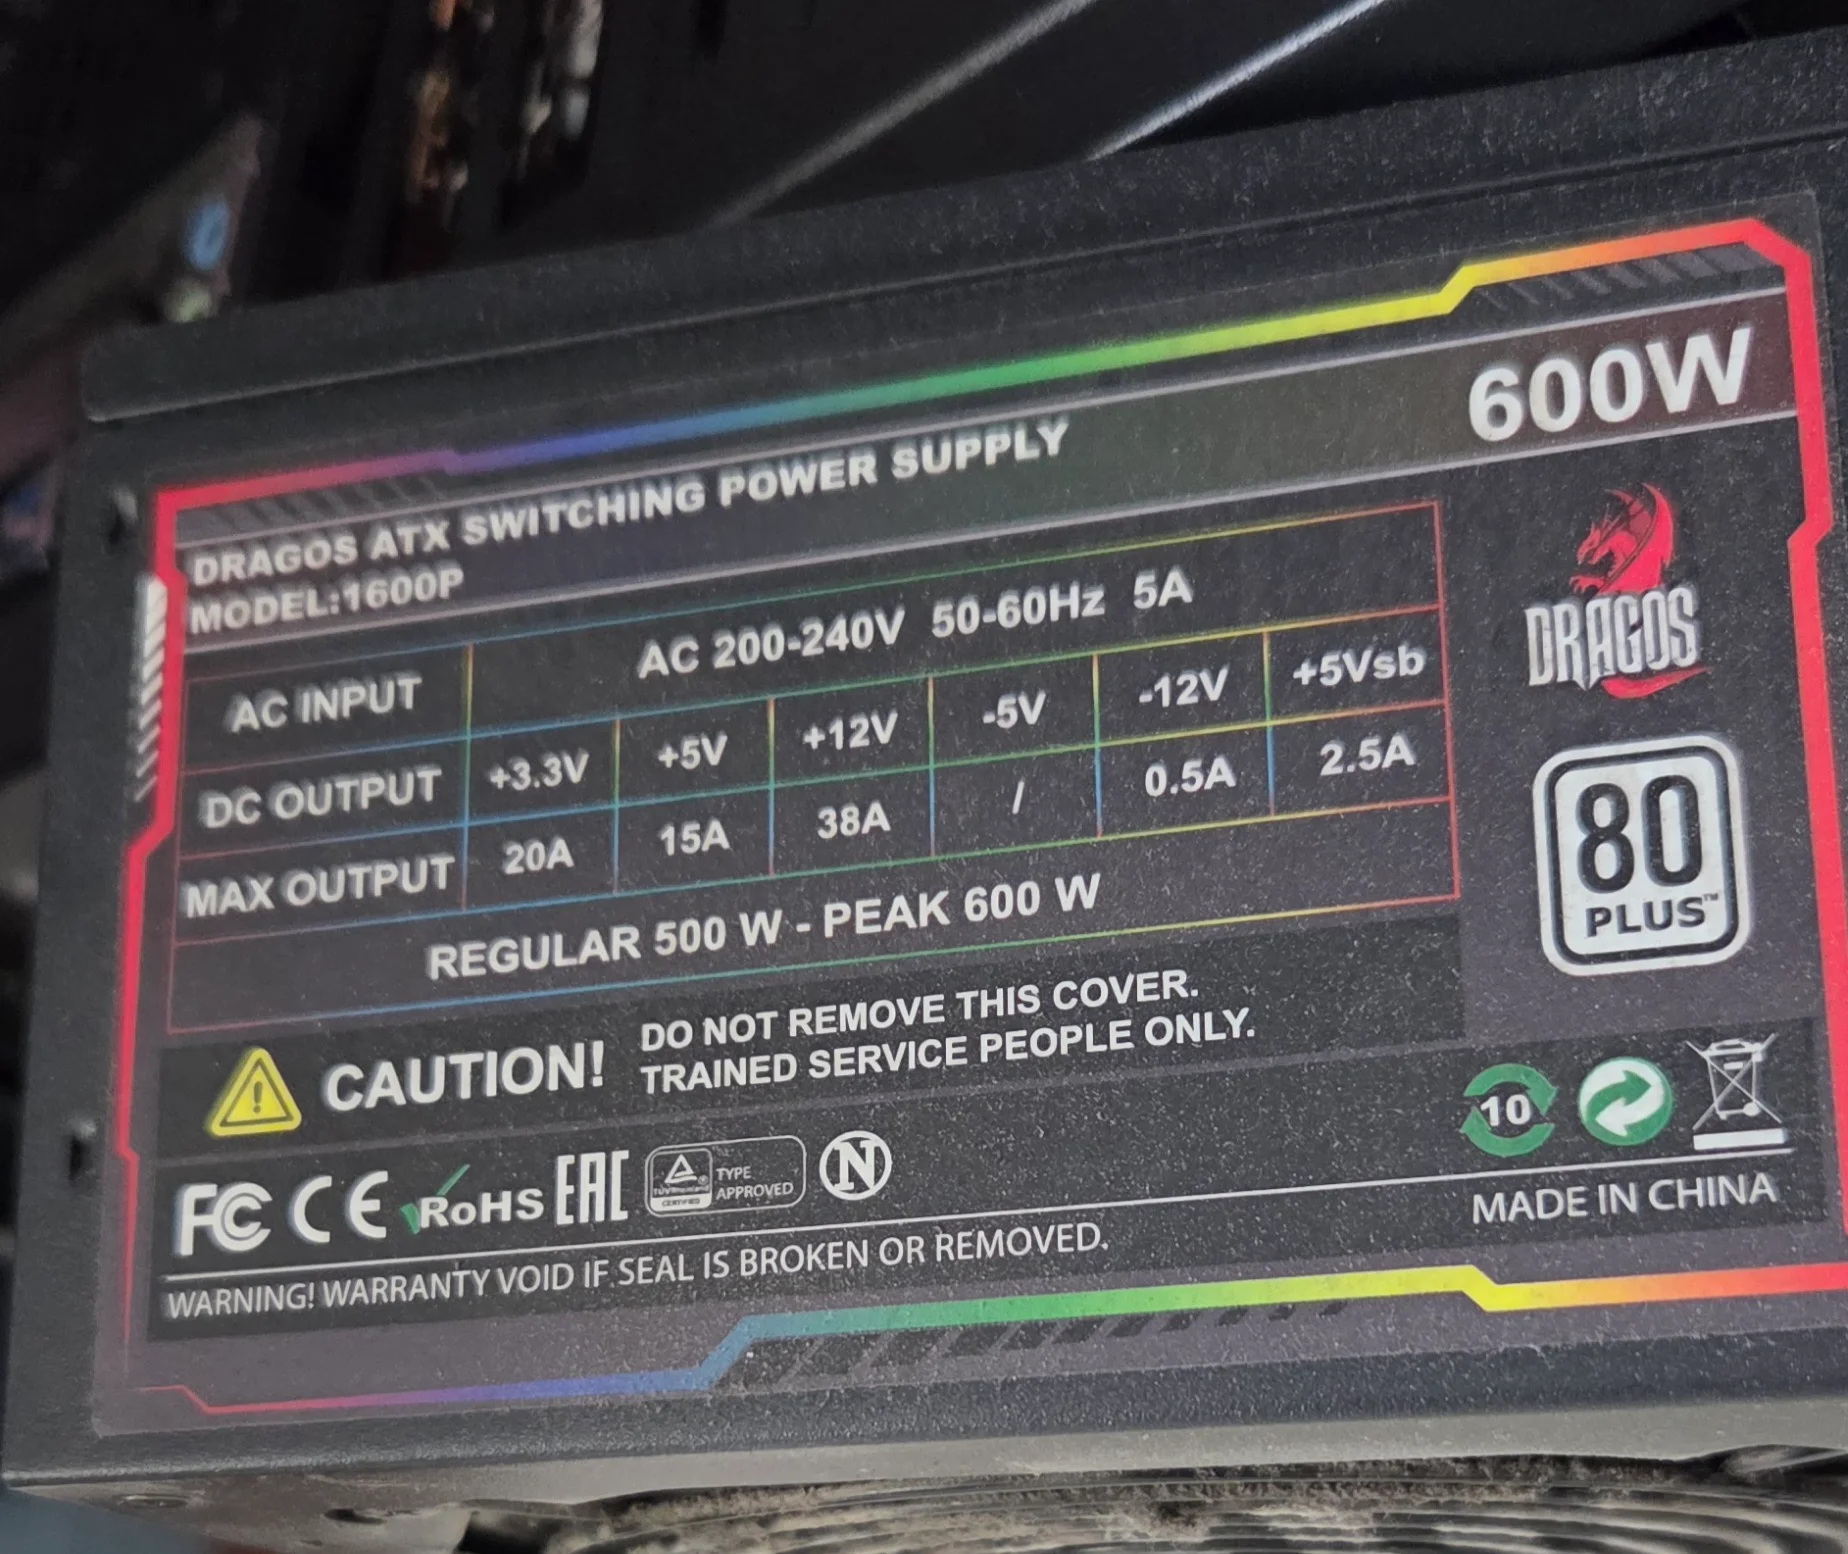 600W
DRAGOS ATX SWITCHING POWER SUPPLY
MODEL:1600P
AC INPUT AC 200-240V 50-60Hz 5A
DC OUTPUT +3.3V +5V +12V -5V -12V +5Vsb
MAX OUTPUT 20A 15A 38A / 0.5A 2.5A
REGULAR 500 W - PEAK 600 W
DRAGOS
80
PLUS™
CAUTION!
DO NOT REMOVE THIS COVER.
TRAINED SERVICE PEOPLE ONLY.
10
FC CE RoHS EAC TÜVRheinland® CERTIFIED TYPE APPROVED N
MADE IN CHINA
WARNING! WARRANTY VOID IF SEAL IS BROKEN OR REMOVED.